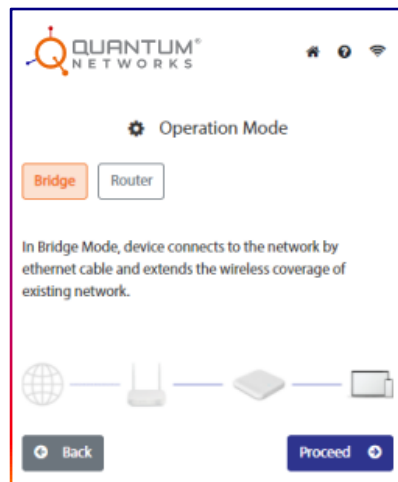 QUANTUM®
NETWORKS
Operation Mode
Bridge
Router
In Bridge Mode, device connects to the network by
ethernet cable and extends the wireless coverage of
existing network.
Back
Proceed